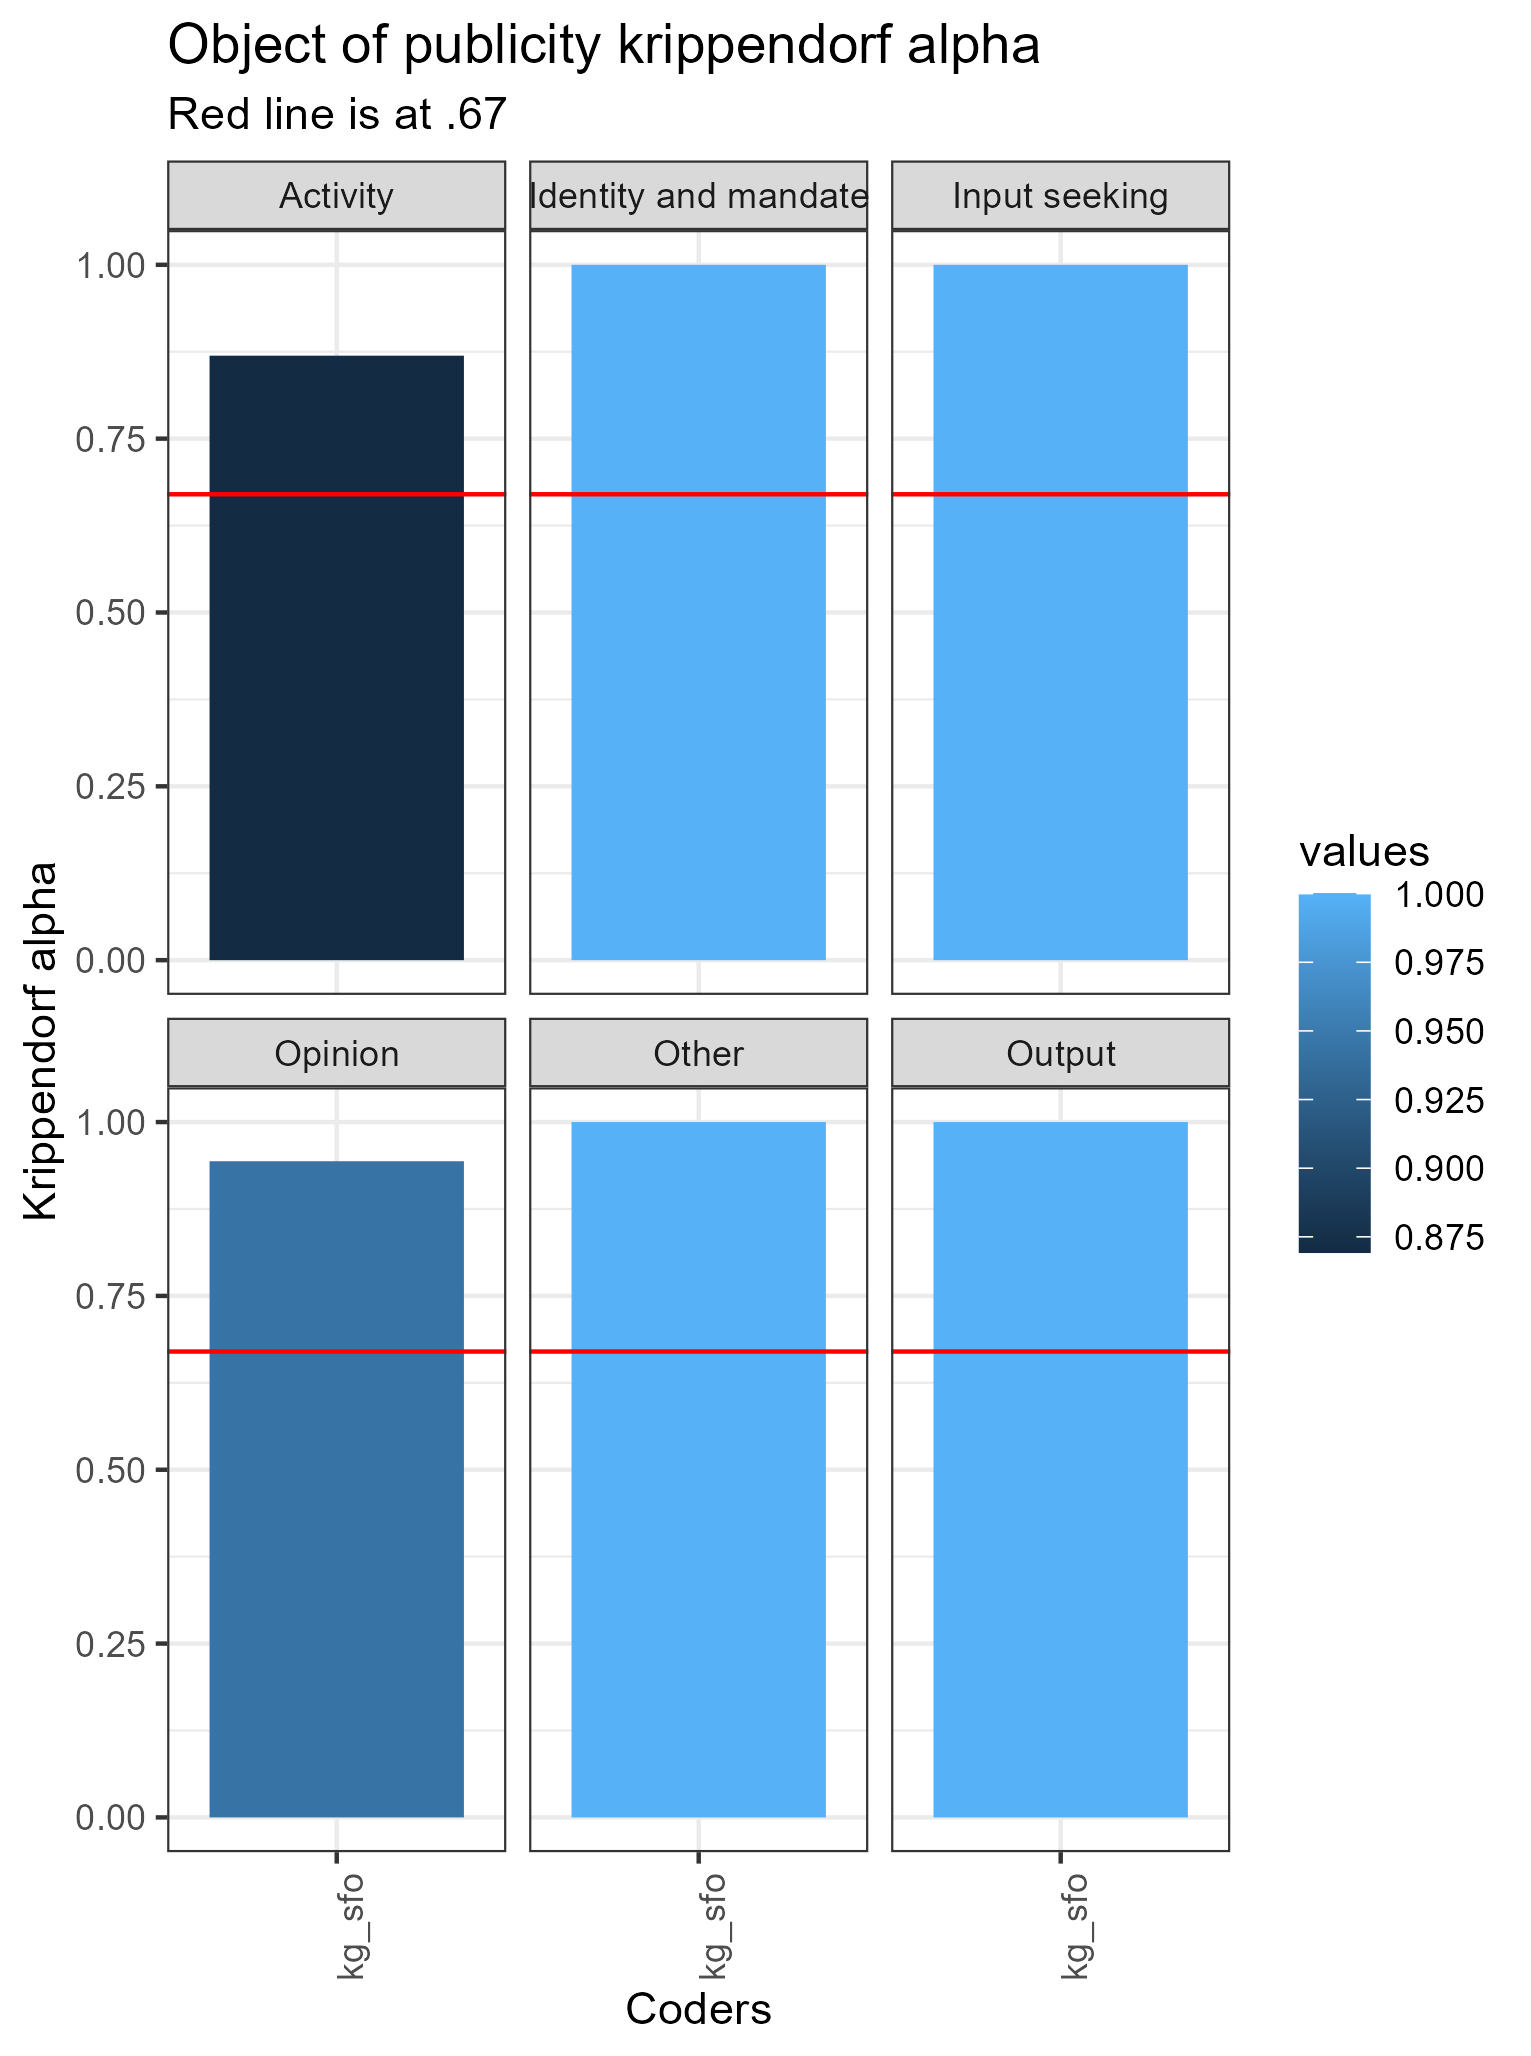 Object of publicity krippendorf alpha
Red line is at .67
Activity
Identity and mandate
Input seeking
1.00
0.75
0.50
0.25
0.00
Opinion
Other
Output
1.00
0.75
0.50
0.25
0.00
Krippendorf alpha
kg_sfo
kg_sfo
kg_sfo
Coders
values
1.000
0.975
0.950
0.925
0.900
0.875